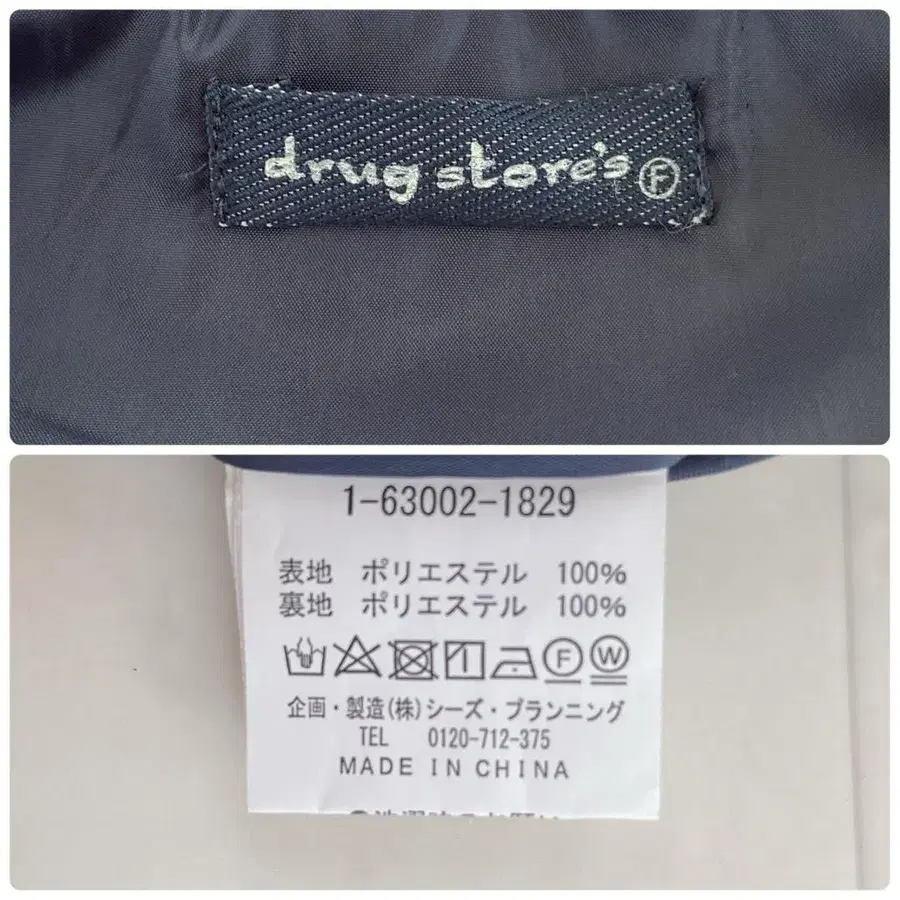 drug store's Ⓕ
1-63002-1829
表地 ポリエステル 100%
裏地 ポリエステル 100%
Ⓕ Ⓦ
企画・製造(株)シーズ・プランニング
TEL 0120-712-375
MADE IN CHINA